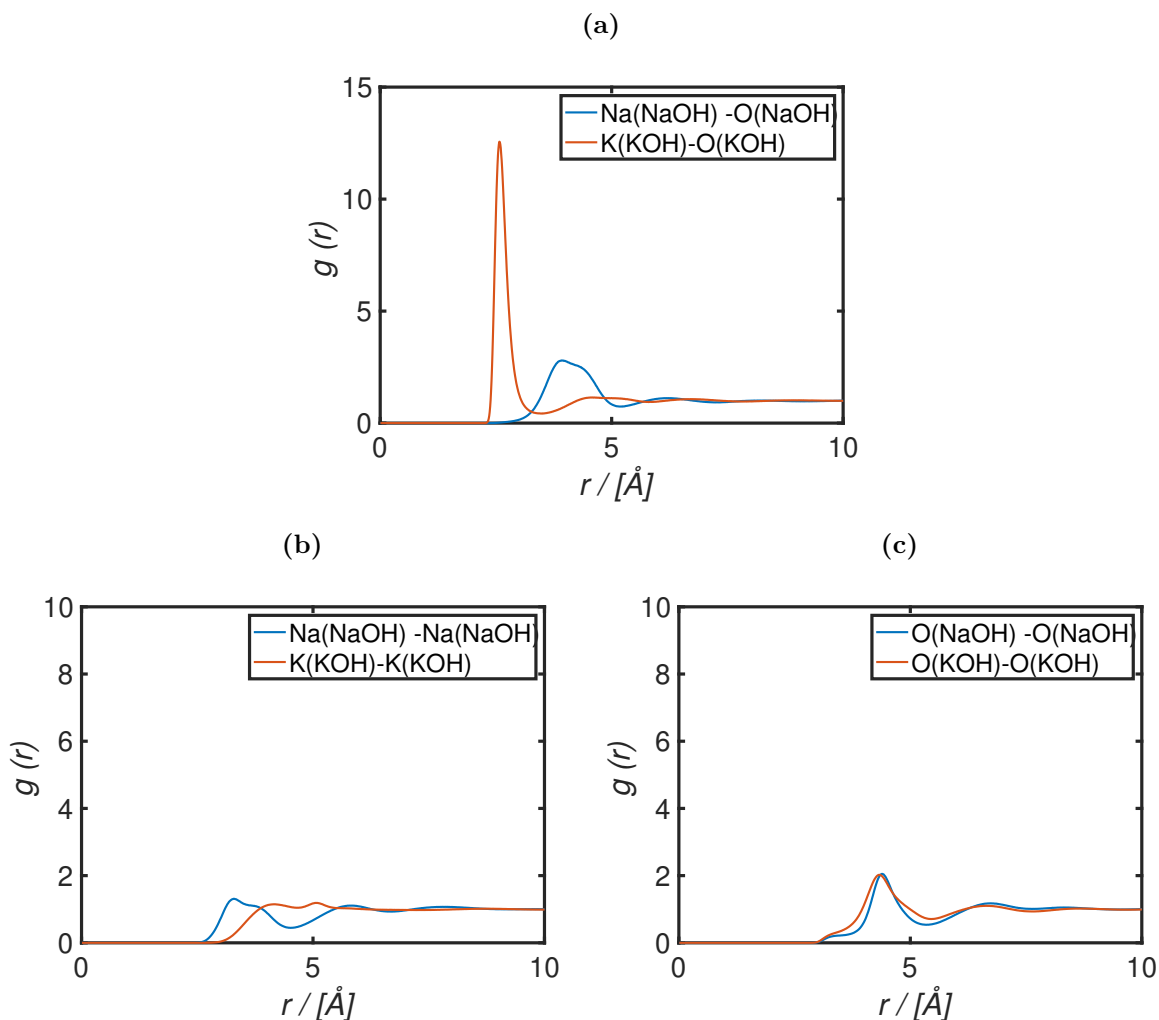 (a)
15
10
5
0
0
5
10
g (r)
r / [Å]
Na(NaOH) -O(NaOH)
K(KOH)-O(KOH)
(b)
10
8
6
4
2
0
0
5
10
g (r)
r / [Å]
Na(NaOH) -Na(NaOH)
K(KOH)-K(KOH)
(c)
10
8
6
4
2
0
0
5
10
g (r)
r / [Å]
O(NaOH) -O(NaOH)
O(KOH)-O(KOH)